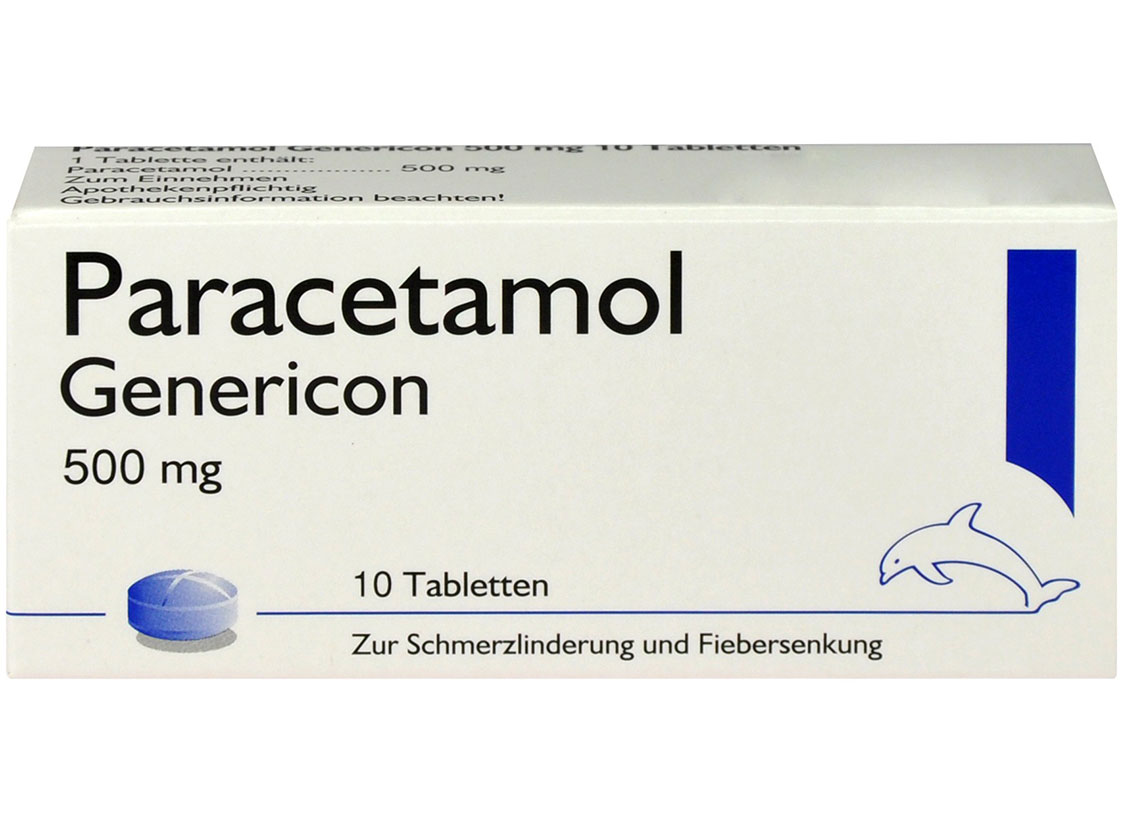 Paracetamol Genericon 500 mg 10 Tabletten
1 Tablette enthält:
Paracetamol .................... 500 mg
Zum Einnehmen
Apothekenpflichtig
Gebrauchsinformation beachten!
Paracetamol
Genericon
500 mg
10 Tabletten
Zur Schmerzlinderung und Fiebersenkung